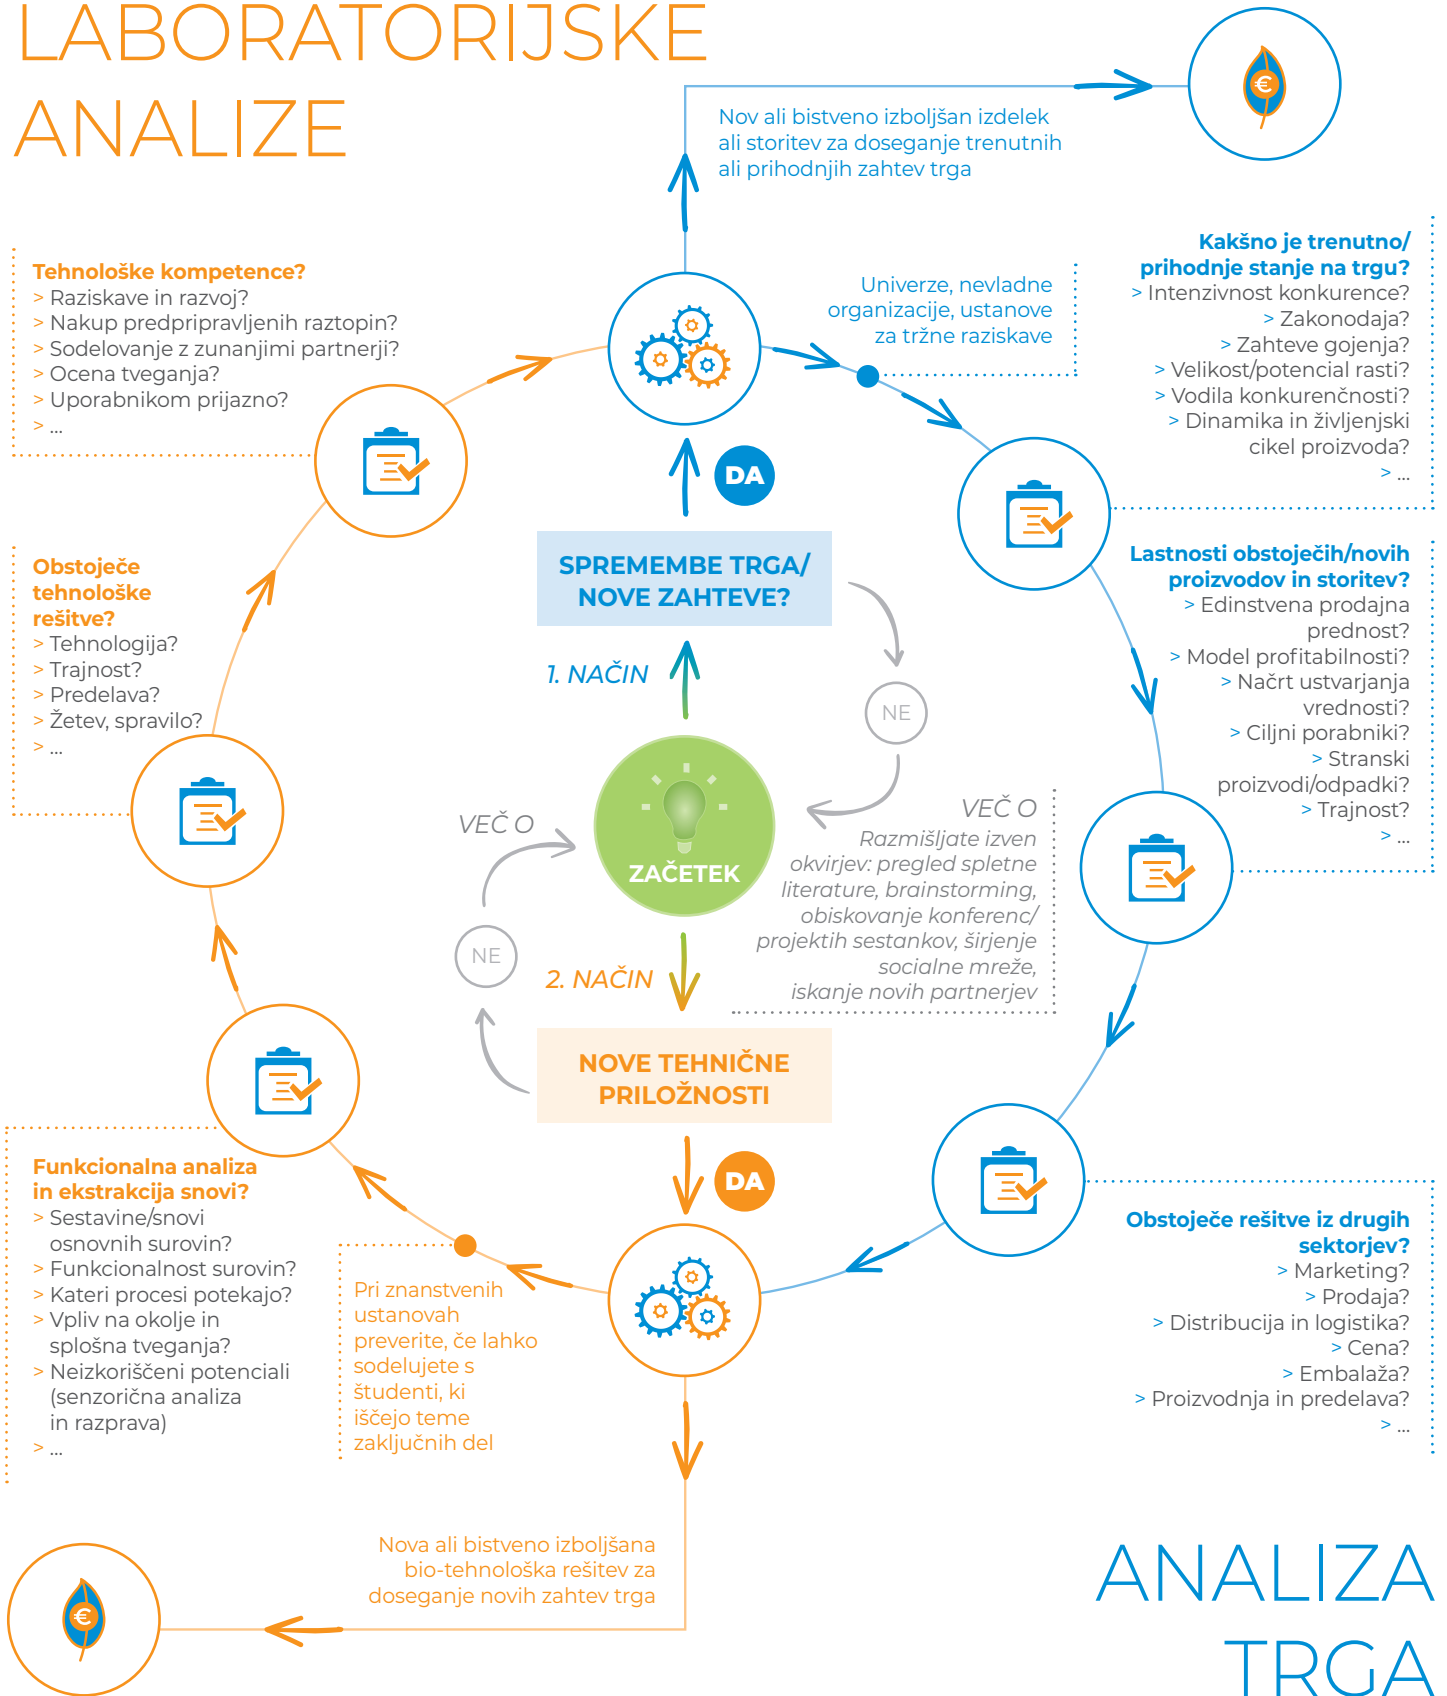 LABORATORIJSKE
ANALIZE
Nov ali bistveno izboljšan izdelek
ali storitev za doseganje trenutnih
ali prihodnjih zahtev trga
€
Tehnološke kompetence?
> Raziskave in razvoj?
> Nakup predpripravljenih raztopin?
> Sodelovanje z zunanjimi partnerji?
> Ocena tveganja?
> Uporabnikom prijazno?
> ...
Univerze, nevladne
organizacije, ustanove
za tržne raziskave
Kakšno je trenutno/
prihodnje stanje na trgu?
> Intenzivnost konkurence?
> Zakonodaja?
> Zahteve gojenja?
> Velikost/potencial rasti?
> Vodila konkurenčnosti?
> Dinamika in življenjski
cikel proizvoda?
> ...
DA
SPREMEMBE TRGA/
NOVE ZAHTEVE?
1. NAČIN
NE
Obstoječe
tehnološke
rešitve?
> Tehnologija?
> Trajnost?
> Predelava?
> Žetev, spravilo?
> ...
Lastnosti obstoječih/novih
proizvodov in storitev?
> Edinstvena prodajna
prednost?
> Model profitabilnosti?
> Načrt ustvarjanja
vrednosti?
> Ciljni porabniki?
> Stranski
proizvodi/odpadki?
> Trajnost?
> ...
VEČ O
ZAČETEK
VEČ O
Razmišljate izven
okvirjev: pregled spletne
literature, brainstorming,
obiskovanje konferenc/
projektih sestankov, širjenje
socialne mreže,
iskanje novih partnerjev
NE
2. NAČIN
NOVE TEHNIČNE
PRILOŽNOSTI
DA
Funkcionalna analiza
in ekstrakcija snovi?
> Sestavine/snovi
osnovnih surovin?
> Funkcionalnost surovin?
> Kateri procesi potekajo?
> Vpliv na okolje in
splošna tveganja?
> Neizkoriščeni potenciali
(senzorična analiza
in razprava)
> ...
Pri znanstvenih
ustanovah
preverite, če lahko
sodelujete s
študenti, ki
iščejo teme
zaključnih del
Obstoječe rešitve iz drugih
sektorjev?
> Marketing?
> Prodaja?
> Distribucija in logistika?
> Cena?
> Embalaža?
> Proizvodnja in predelava?
> ...
Nova ali bistveno izboljšana
bio-tehnološka rešitev za
doseganje novih zahtev trga
€
ANALIZA
TRGA